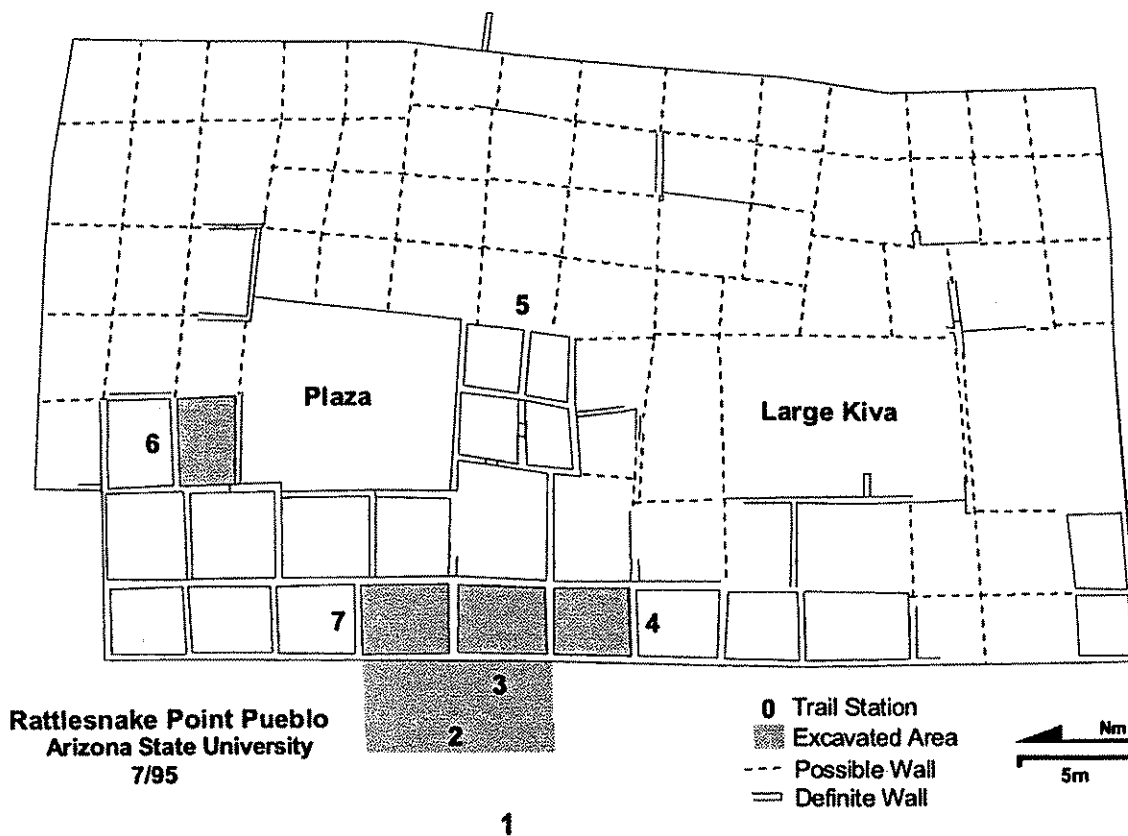 5
Plaza
Large Kiva
6
7
4
3
2
Rattlesnake Point Pueblo
Arizona State University
7/95
0 Trail Station
Excavated Area
Possible Wall
Definite Wall
Nm
5m
1